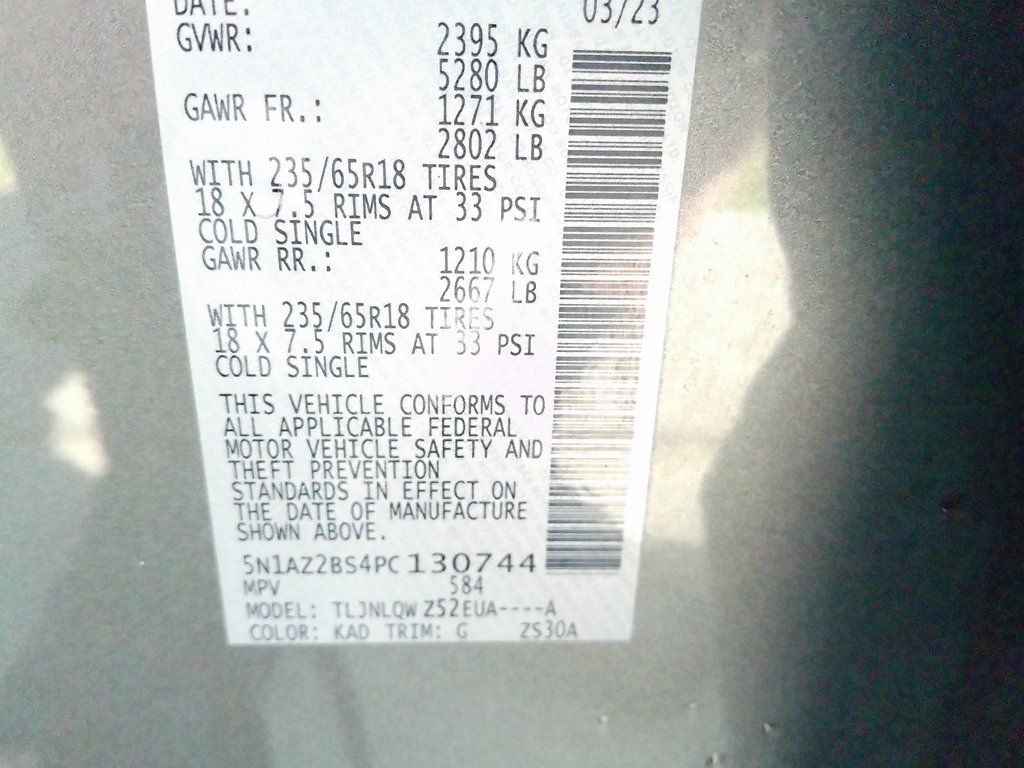 DATE: 03/23
GVWR: 2395 KG
5280 LB
GAWR FR.: 1271 KG
2802 LB
WITH 235/65R18 TIRES
18 X 7.5 RIMS AT 33 PSI
COLD SINGLE
GAWR RR.: 1210 KG
2667 LB
WITH 235/65R18 TIRES
18 X 7.5 RIMS AT 33 PSI
COLD SINGLE
THIS VEHICLE CONFORMS TO
ALL APPLICABLE FEDERAL
MOTOR VEHICLE SAFETY AND
THEFT PREVENTION
STANDARDS IN EFFECT ON
THE DATE OF MANUFACTURE
SHOWN ABOVE.
5N1AZ2BS4PC130744
MPV 584
MODEL: TLJNLQW Z52EUA----A
COLOR: KAD TRIM: G ZS30A